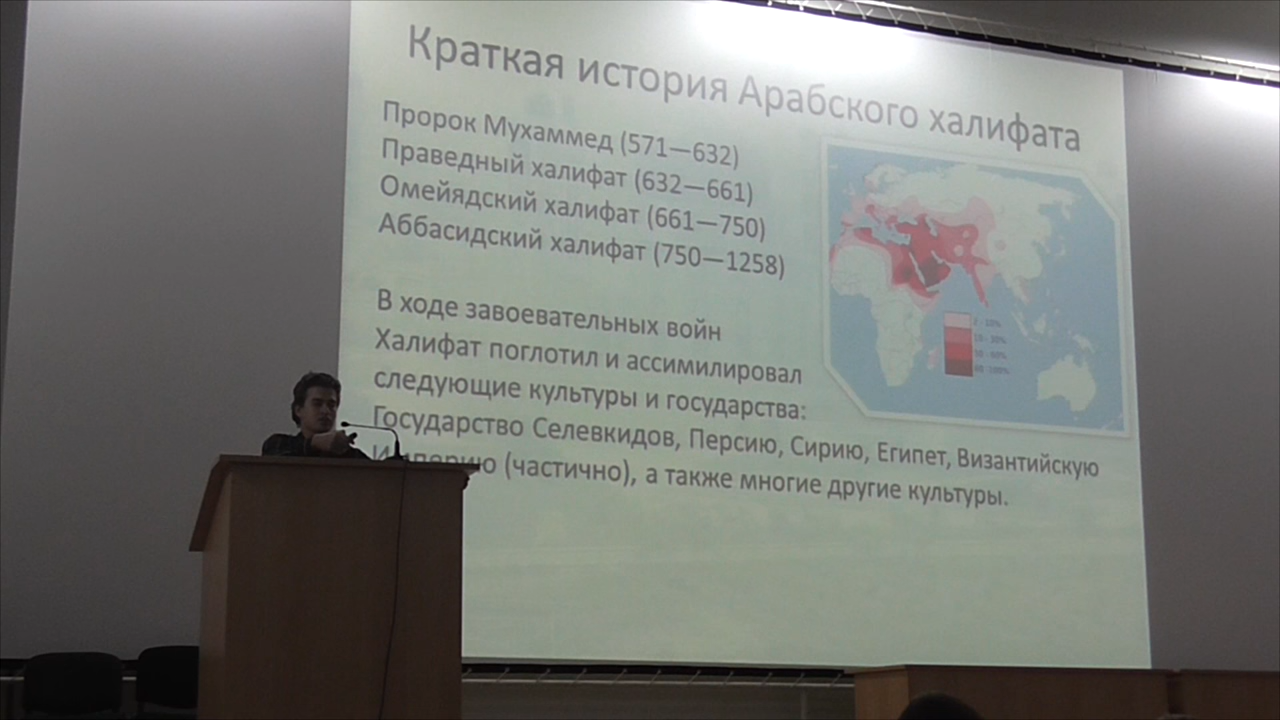 Краткая история Арабского халифата
Пророк Мухаммед (571—632)
Праведный халифат (632—661)
Омейядский халифат (661—750)
Аббасидский халифат (750—1258)
В ходе завоевательных войн
Халифат поглотил и ассимилировал
следующие культуры и государства:
Государство Селевкидов, Персию, Сирию, Египет, Византийскую
Империю (частично), а также многие другие культуры.